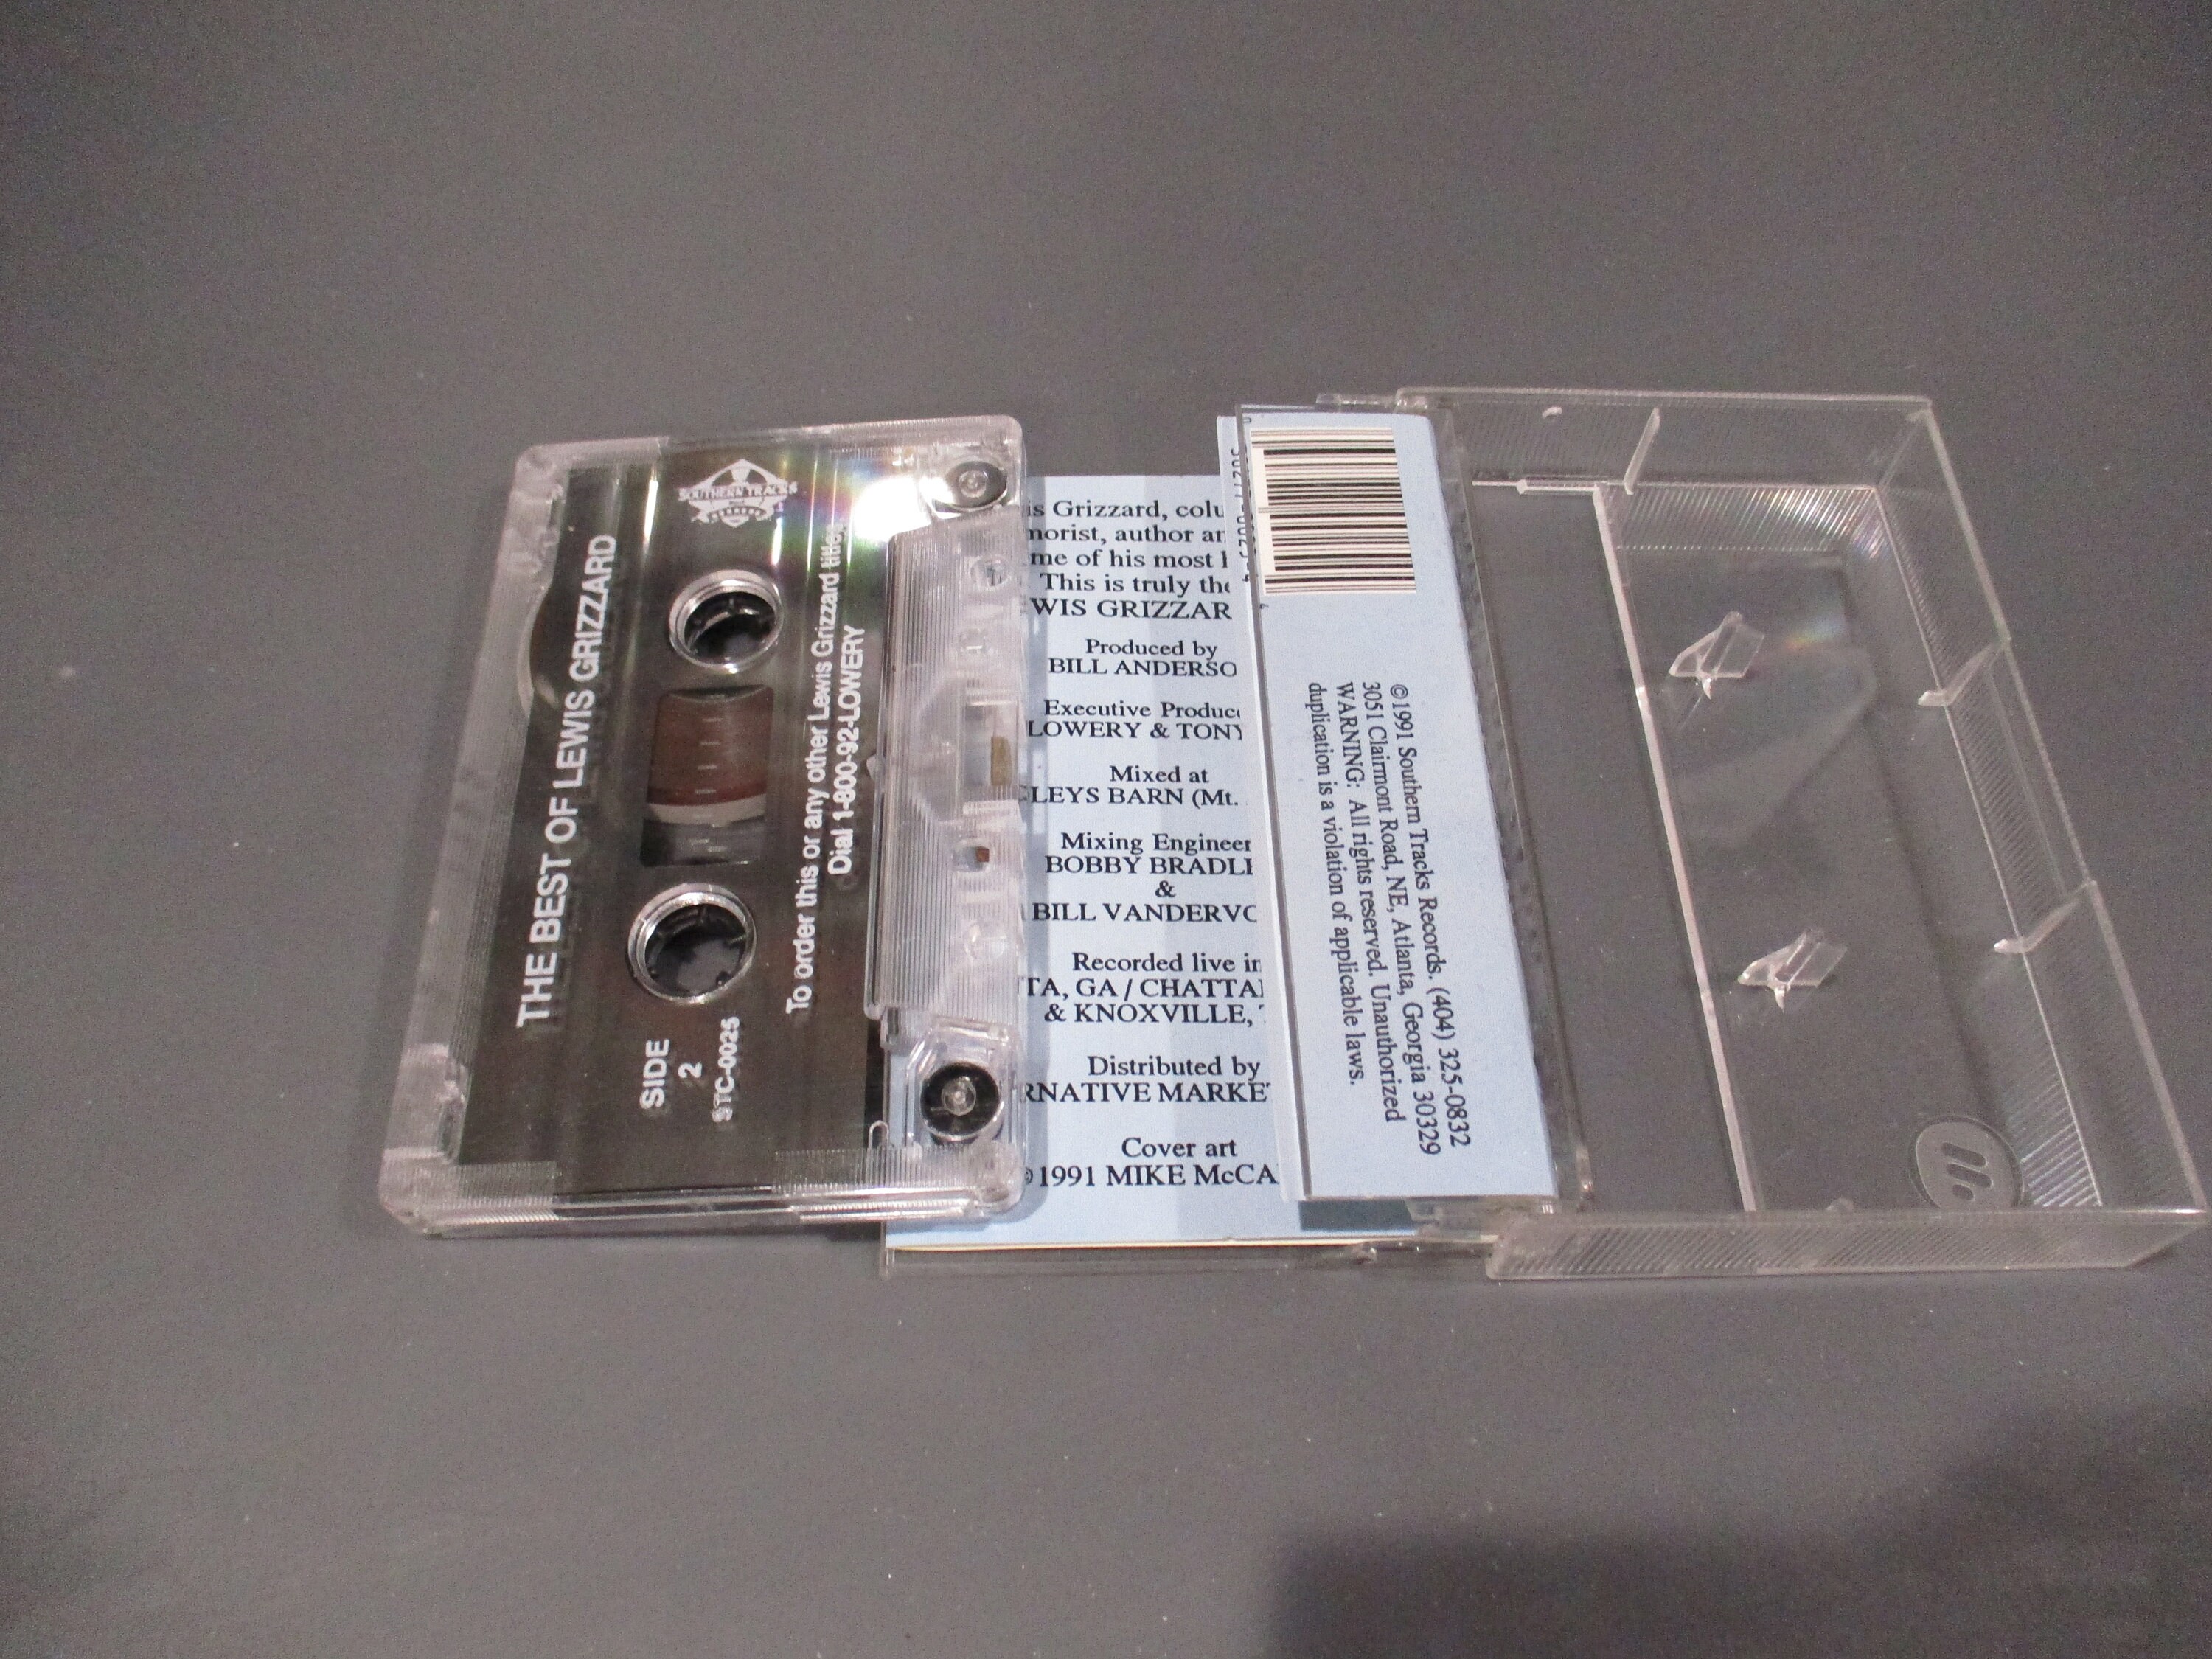 THE BEST OF LEWIS GRIZZARD
SOUTHERN TRACKS
SIDE
2
STC-0025
To order this or any other Lewis Grizzard title,
Dial 1-800-92-LOWERY
is Grizzard, colu
morist, author an
me of his most h
This is truly the
WIS GRIZZAR
Produced by
BILL ANDERSO
Executive Produce
LOWERY & TONY
Mixed at
LEYS BARN (Mt.
Mixing Engineer
BOBBY BRADLE
&
BILL VANDERVO
Recorded live in
TA, GA / CHATTA
& KNOXVILLE,
Distributed by
RNATIVE MARKET
Cover art
©1991 MIKE McCA
©1991 Southern Tracks Records. (404) 325-0832
3051 Clairmont Road, NE, Atlanta, Georgia 30329
WARNING: All rights reserved. Unauthorized
duplication is a violation of applicable laws.